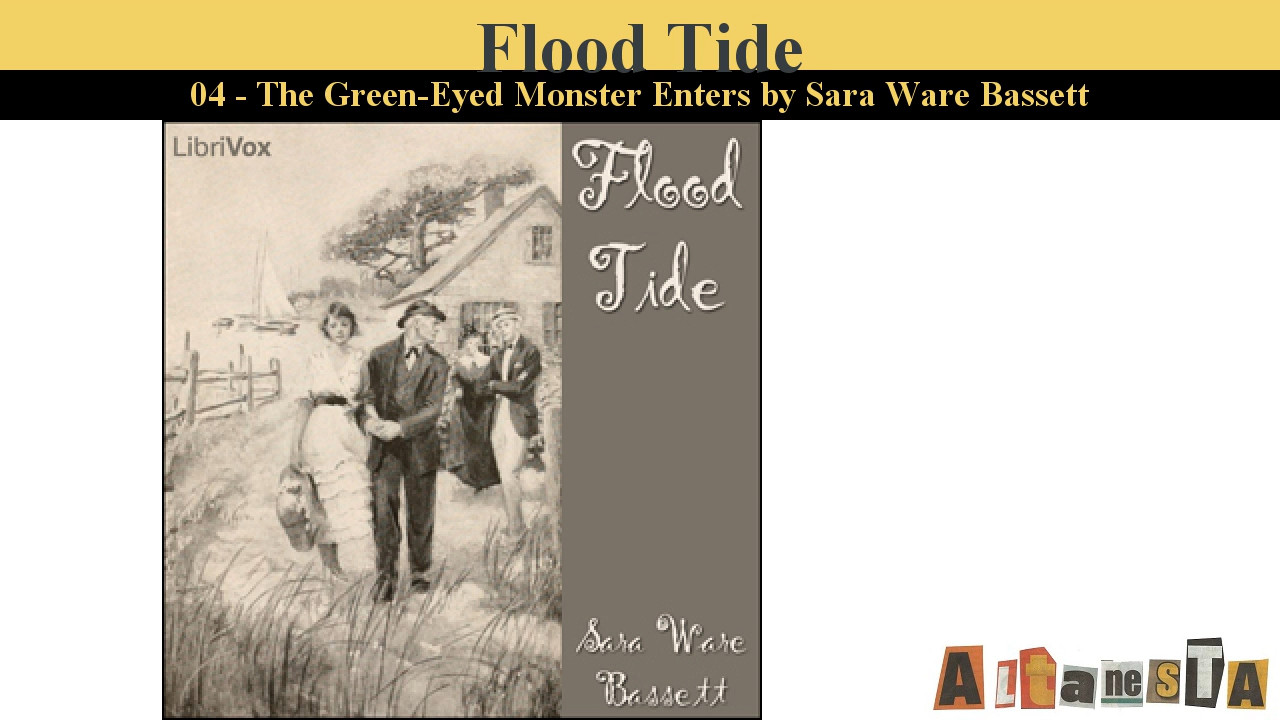 Flood Tide
04 - The Green-Eyed Monster Enters by Sara Ware Bassett
LibriVox
Flood
Tide
Sara Ware
Bassett
AltanesTA